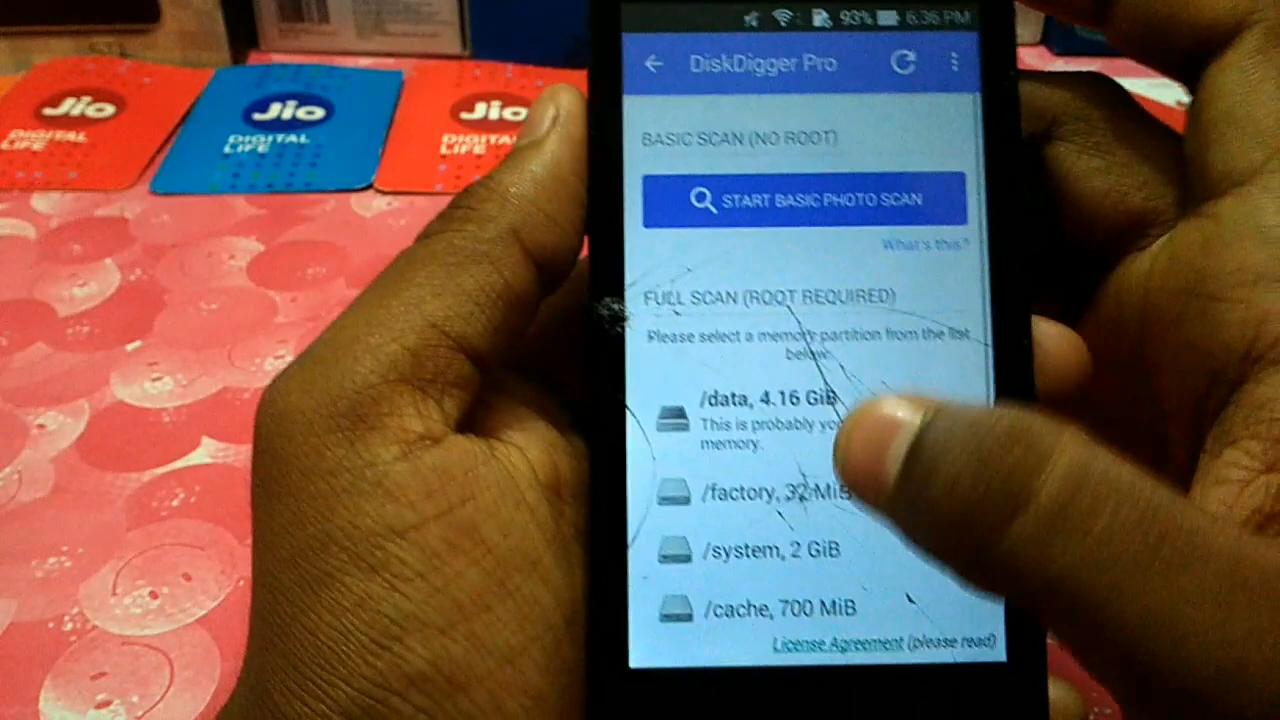 Jio
DIGITAL
LIFE
Jio
DIGITAL
LIFE
Jio
DIGITAL
LIFE
93% 6:36 PM
DiskDigger Pro
BASIC SCAN (NO ROOT)
START BASIC PHOTO SCAN
What's this?
FULL SCAN (ROOT REQUIRED)
Please select a memory partition from the list
below.
/data, 4.16 GiB
This is probably
memory.
/factory, 32 MiB
/system, 2 GiB
/cache, 700 MiB
License Agreement (please read)